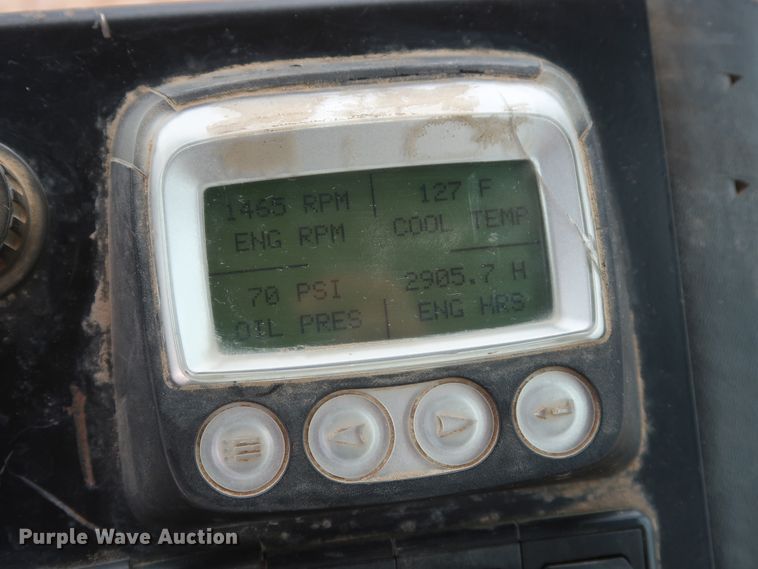 1465 RPM
ENG RPM
127 F
COOL TEMP
70 PSI
OIL PRES
2905.7 H
ENG HRS
Purple Wave Auction